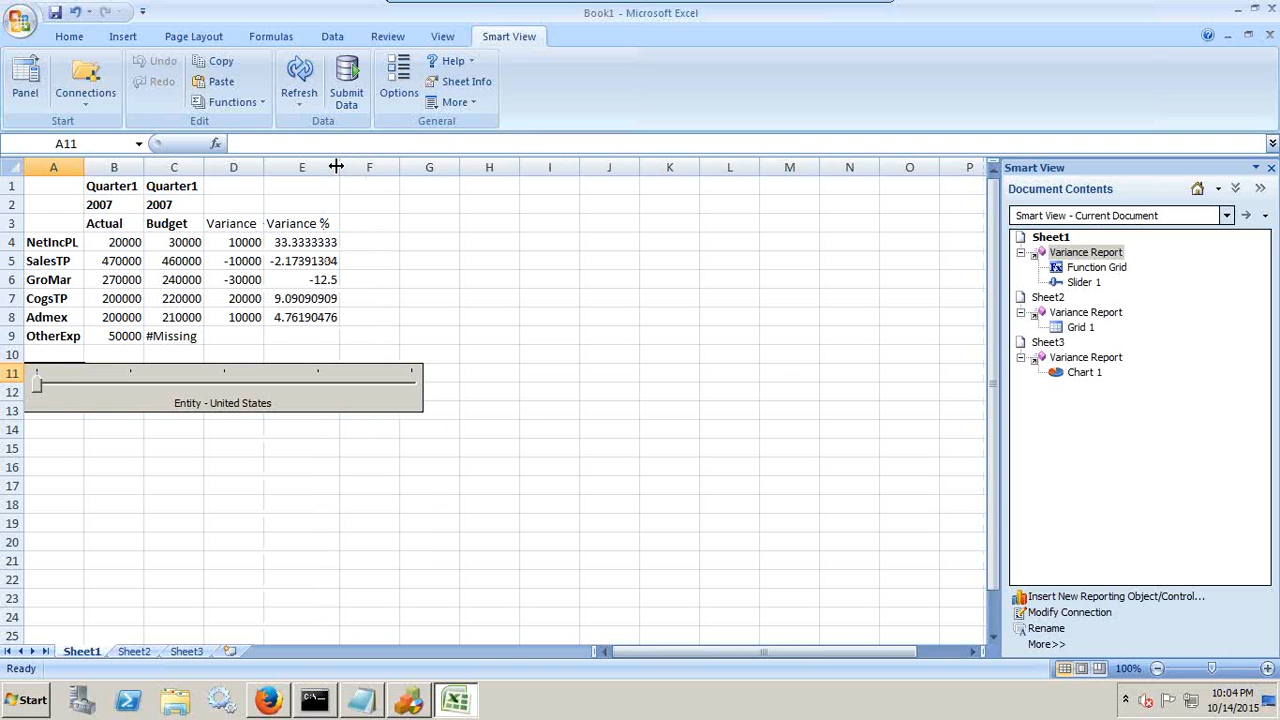 Book1 - Microsoft Excel
Home Insert Page Layout Formulas Data Review View Smart View
Undo Copy Help
Panel Connections Redo Paste Refresh Submit Data Options Sheet Info
Functions More
Start Edit Data General
A11 fx
A B C D E F G H I J K L M N O P
1 Quarter1 Quarter1
2 2007 2007
3 Actual Budget Variance Variance %
4 NetIncPL 20000 30000 10000 33.3333333
5 SalesTP 470000 460000 -10000 -2.17391304
6 GroMar 270000 240000 -30000 -12.5
7 CogsTP 200000 220000 20000 9.09090909
8 Admex 200000 210000 10000 4.76190476
9 OtherExp 50000 #Missing
10
11
12
Entity - United States
13
14
15
16
17
18
19
20
21
22
23
24
25
Sheet1 Sheet2 Sheet3
Ready 100%
Smart View
Document Contents
Smart View - Current Document
Sheet1
Variance Report
Function Grid
Slider 1
Sheet2
Variance Report
Grid 1
Sheet3
Variance Report
Chart 1
Insert New Reporting Object/Control...
Modify Connection
Rename
More>>
Start
10:04 PM
10/14/2015